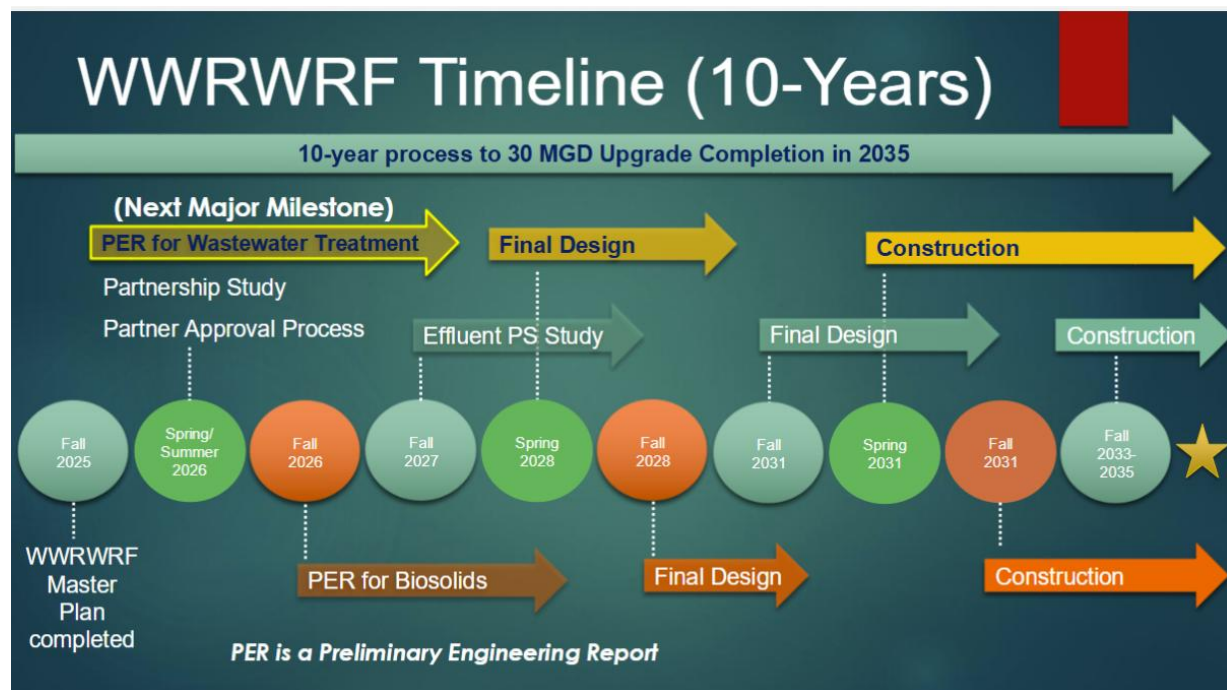 WWRWRF Timeline (10-Years)
10-year process to 30 MGD Upgrade Completion in 2035
(Next Major Milestone)
PER for Wastewater Treatment
Final Design
Construction
Partnership Study
Partner Approval Process
Effluent PS Study
Final Design
Construction
Fall
2025
Spring/
Summer
2026
Fall
2026
Fall
2027
Spring
2028
Fall
2028
Fall
2031
Spring
2031
Fall
2031
Fall
2033-
2035
WWRWRF
Master
Plan
completed
PER for Biosolids
Final Design
Construction
PER is a Preliminary Engineering Report